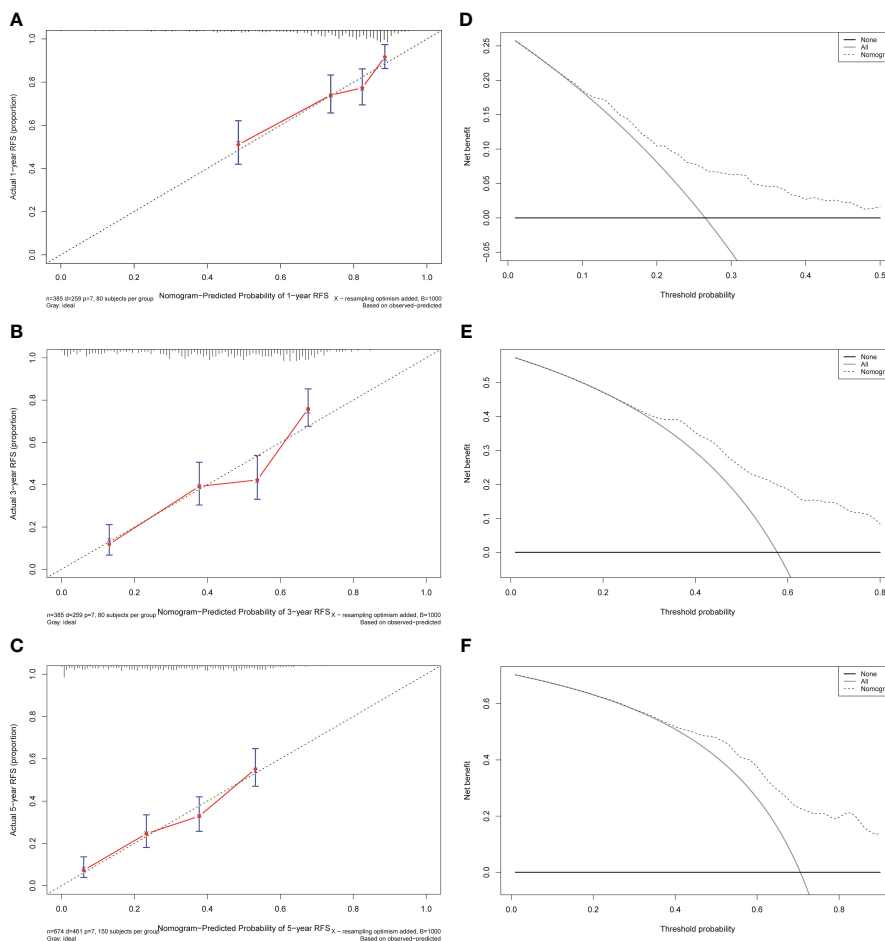 A
Actual 1-year RFS (proportion)
1.0
0.8
0.6
0.4
0.2
0.0
0.0 0.2 0.4 0.6 0.8 1.0
Nomogram-Predicted Probability of 1-year RFS
n=385 d=259 p=7, 80 subjects per group
Gray: ideal
X - resampling optimism added, B=1000
Based on observed-predicted
D
Net benefit
0.25
0.20
0.15
0.10
0.05
0.00
-0.05
0.0 0.1 0.2 0.3 0.4 0.5
Threshold probability
None
All
Nomogr
B
Actual 3-year RFS (proportion)
1.0
0.8
0.6
0.4
0.2
0.0
0.0 0.2 0.4 0.6 0.8 1.0
Nomogram-Predicted Probability of 3-year RFS
n=385 d=259 p=7, 80 subjects per group
Gray: ideal
X - resampling optimism added, B=1000
Based on observed-predicted
E
Net benefit
0.5
0.4
0.3
0.2
0.1
0.0
0.0 0.2 0.4 0.6 0.8
Threshold probability
None
All
Nomogr
C
Actual 5-year RFS (proportion)
1.0
0.8
0.6
0.4
0.2
0.0
0.0 0.2 0.4 0.6 0.8 1.0
Nomogram-Predicted Probability of 5-year RFS
n=674 d=461 p=7, 150 subjects per group
Gray: ideal
X - resampling optimism added, B=1000
Based on observed-predicted
F
Net benefit
0.6
0.4
0.2
0.0
0.0 0.2 0.4 0.6 0.8
Threshold probability
None
All
Nomogr